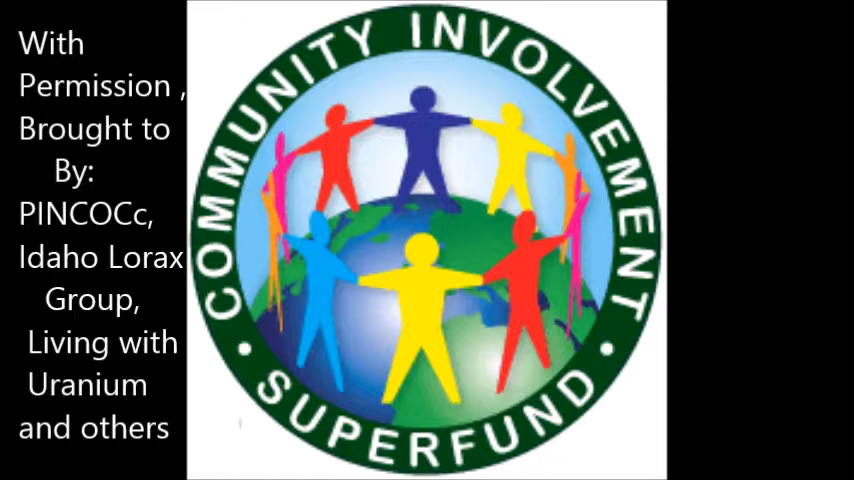 With
Permission ,
Brought to
By:
PINCOCc,
Idaho Lorax
Group,
Living with
Uranium
and others
COMMUNITY INVOLVEMENT
• SUPERFUND •